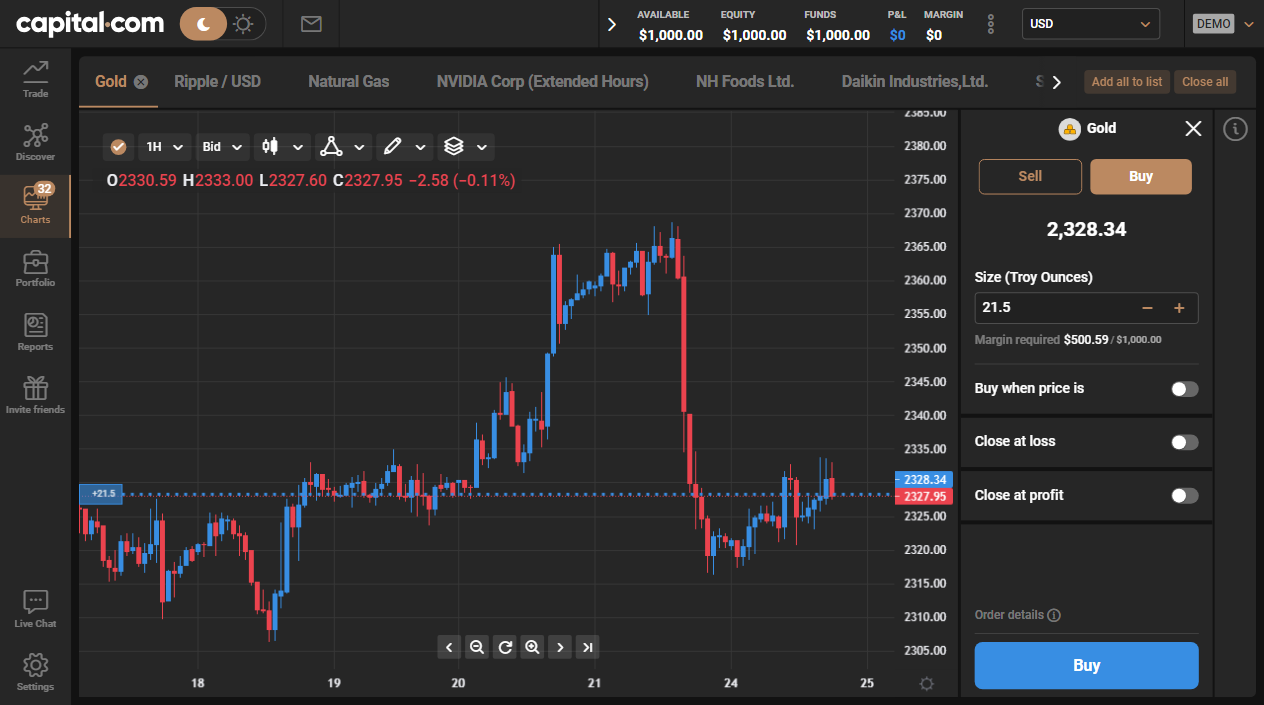 capital.com
AVAILABLE EQUITY FUNDS P&L MARGIN
$1,000.00 $1,000.00 $1,000.00 $0 $0
USD
DEMO
Gold Ripple / USD Natural Gas NVIDIA Corp (Extended Hours) NH Foods Ltd. Daikin Industries,Ltd. S
Add all to list Close all
Trade
Discover
32
Charts
Portfolio
Reports
Invite friends
Live Chat
Settings
1H Bid
O2330.59 H2333.00 L2327.60 C2327.95 −2.58 (−0.11%)
2385.00
2380.00
2375.00
2370.00
2365.00
2360.00
2355.00
2350.00
2345.00
2340.00
2335.00
2328.34
2327.95
2325.00
2320.00
2315.00
2310.00
2305.00
+21.5
18 19 20 21 24 25
Gold
Sell Buy
2,328.34
Size (Troy Ounces)
21.5
Margin required $500.59 / $1,000.00
Buy when price is
Close at loss
Close at profit
Order details
Buy